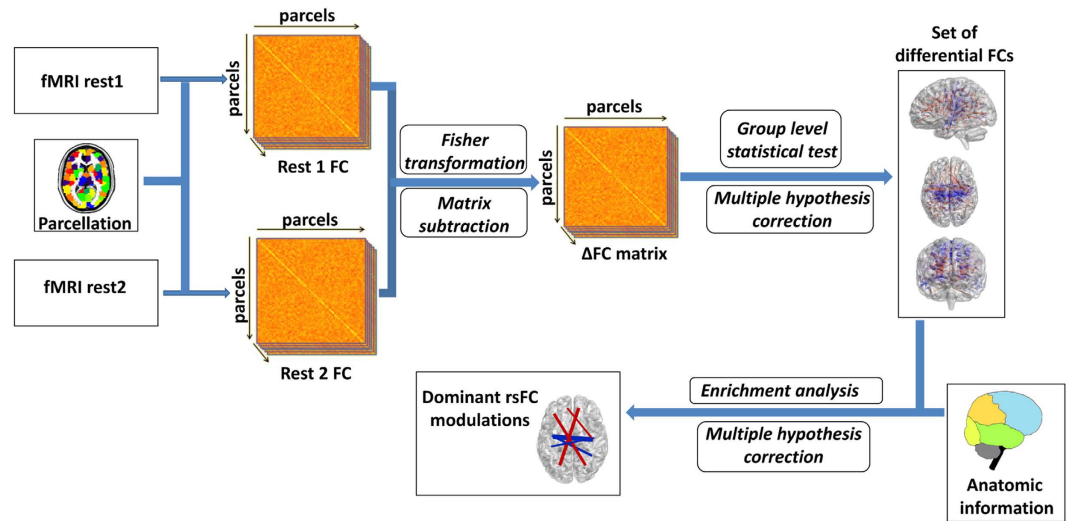 fMRI rest1
Parcellation
fMRI rest2
parcels
parcels
Rest 1 FC
parcels
parcels
Rest 2 FC
Fisher
transformation
Matrix
subtraction
parcels
parcels
ΔFC matrix
Group level
statistical test
Multiple hypothesis
correction
Set of
differential FCs
Anatomic
information
Enrichment analysis
Multiple hypothesis
correction
Dominant rsFC
modulations